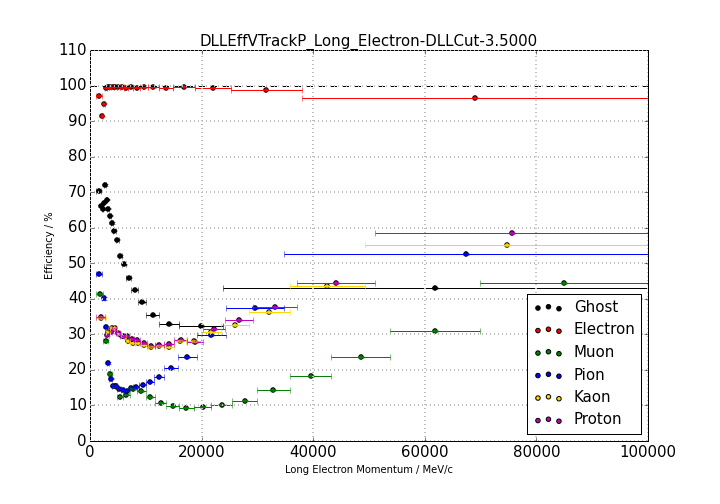 DLLEffVTrackP_Long_Electron-DLLCut-3.5000
110
100
90
80
70
60
50
40
30
20
10
0
Efficiency / %
Ghost
Electron
Muon
Pion
Kaon
Proton
0 20000 40000 60000 80000 100000
Long Electron Momentum / MeV/c